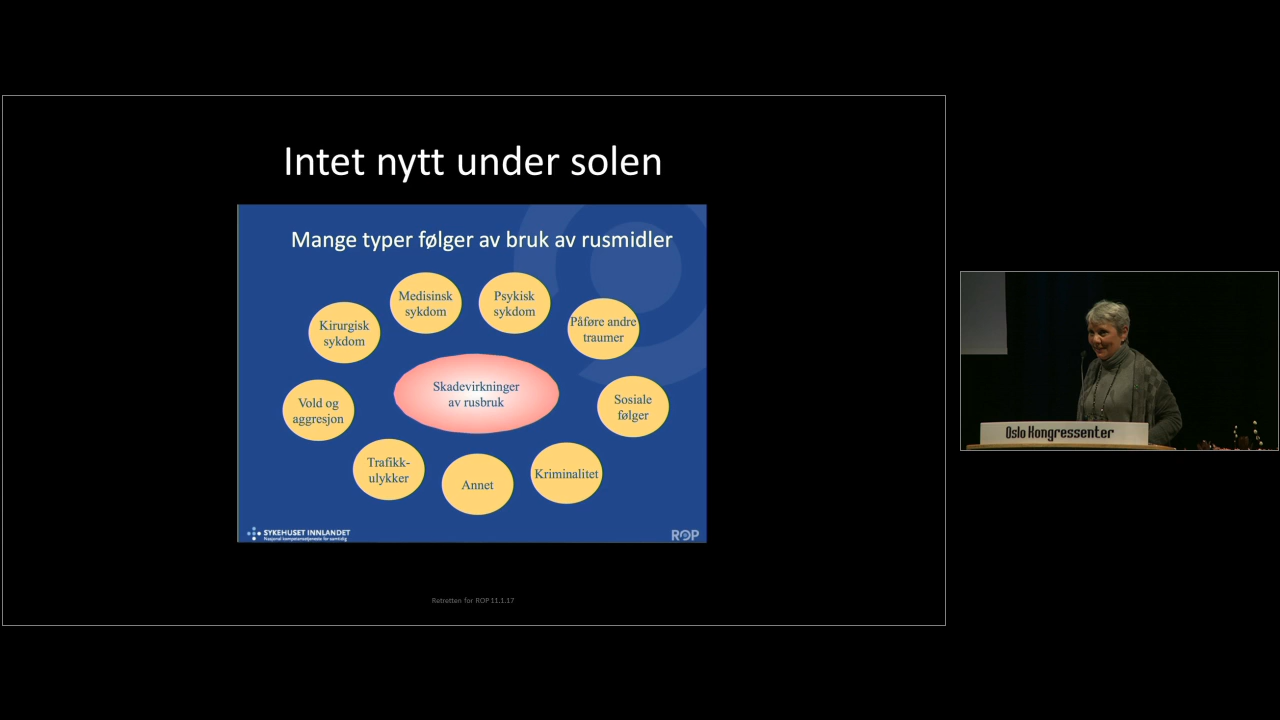 Intet nytt under solen
Mange typer følger av bruk av rusmidler
Medisinsk
sykdom
Psykisk
sykdom
Kirurgisk
sykdom
Påføre andre
traumer
Skadevirkninger
av rusbruk
Vold og
aggresjon
Sosiale
følger
Trafikk-
ulykker
Annet
Kriminalitet
SYKEHUSET INNLANDET
Nasjonal kompetansetjeneste for samtidig
ROP
Retretten for ROP 11.1.17
Oslo Kongressenter